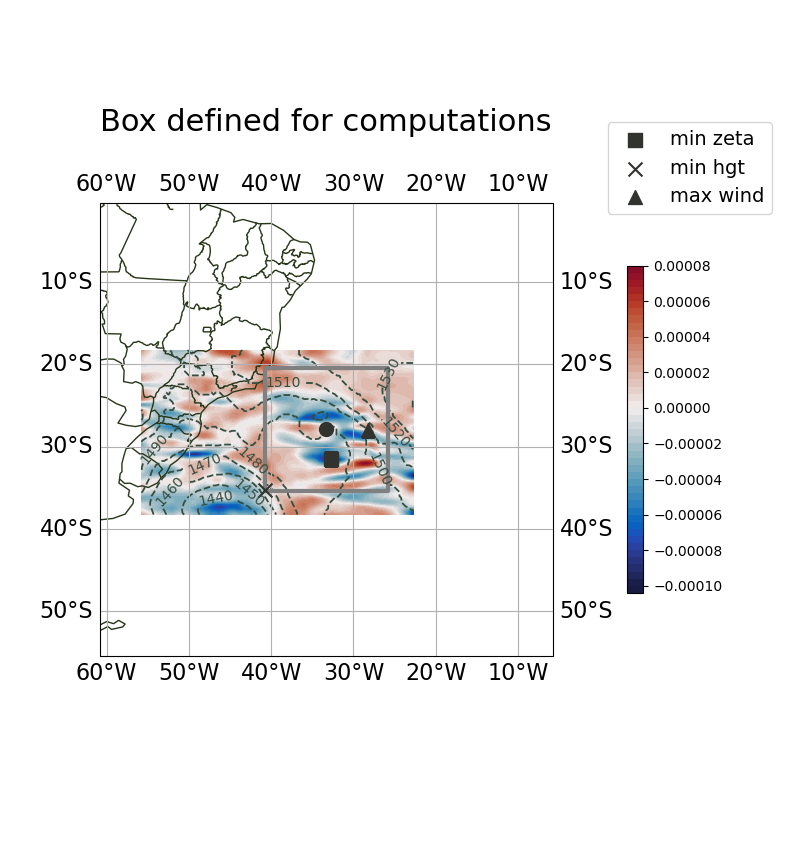 Box defined for computations
min zeta
min hgt
max wind
60°W 50°W 40°W 30°W 20°W 10°W
10°S 10°S
20°S 20°S
30°S 30°S
40°S 40°S
50°S 50°S
60°W 50°W 40°W 30°W 20°W 10°W
1510
1530
1520
1500
1490
1480
1470
1460
1450
1440
0.00008
0.00006
0.00004
0.00002
0.00000
−0.00002
−0.00004
−0.00006
−0.00008
−0.00010